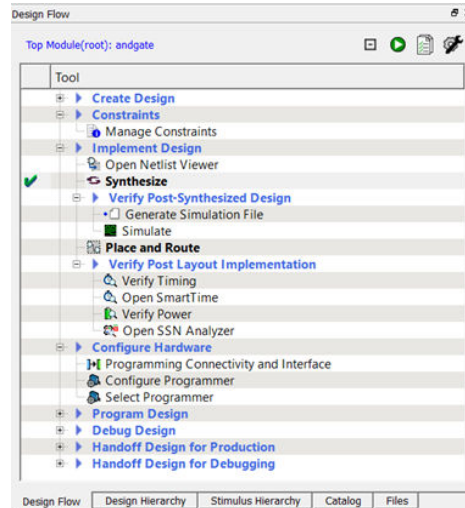 Design Flow
Top Module(root): andgate
Tool
Create Design
Constraints
Manage Constraints
Implement Design
Open Netlist Viewer
Synthesize
Verify Post-Synthesized Design
Generate Simulation File
Simulate
Place and Route
Verify Post Layout Implementation
Verify Timing
Open SmartTime
Verify Power
Open SSN Analyzer
Configure Hardware
Programming Connectivity and Interface
Configure Programmer
Select Programmer
Program Design
Debug Design
Handoff Design for Production
Handoff Design for Debugging
Design Flow Design Hierarchy Stimulus Hierarchy Catalog Files